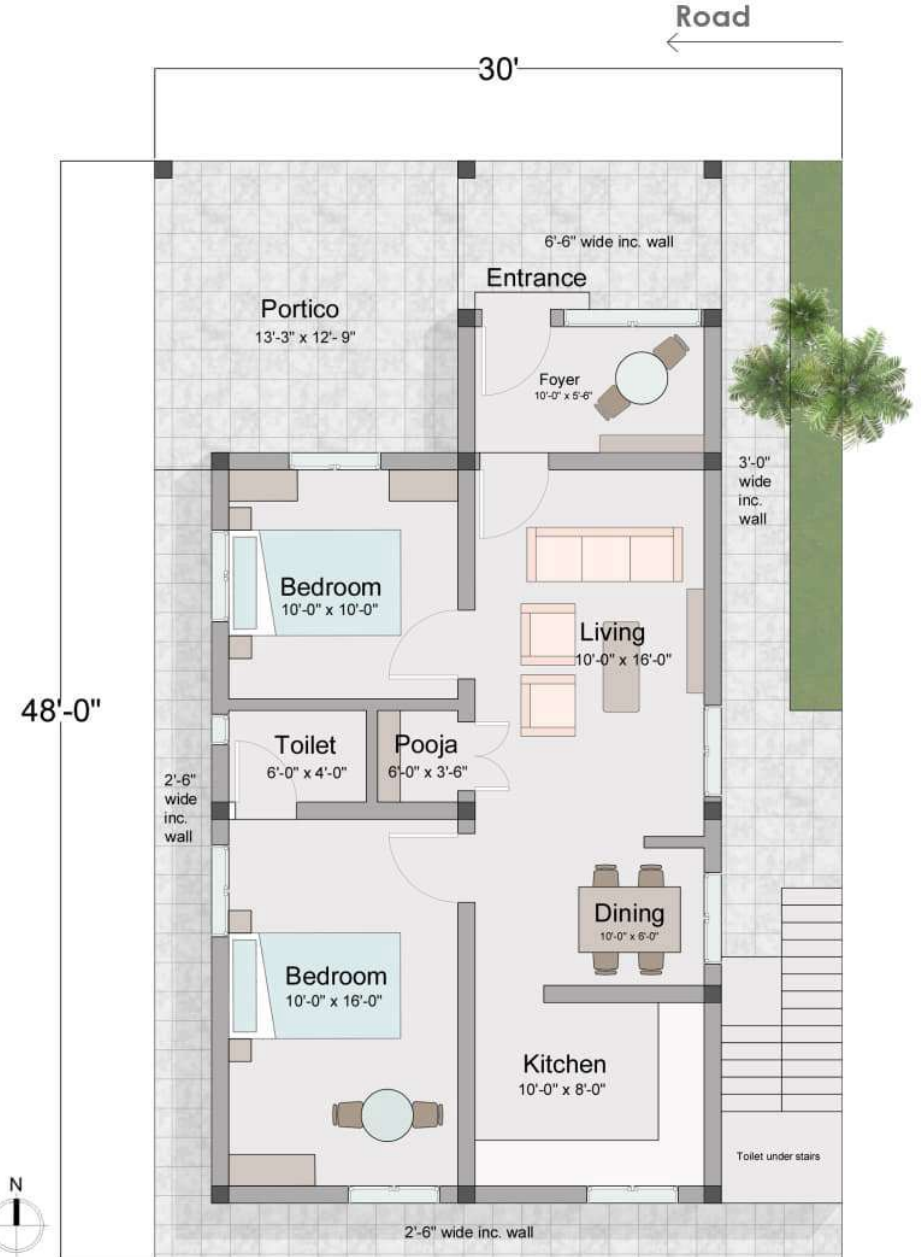 Road
30'
6'-6" wide inc. wall
Entrance
Portico
13'-3" x 12'- 9"
Foyer
10'-0" x 5'-6"
3'-0"
wide
inc.
wall
Bedroom
10'-0" x 10'-0"
Living
10'-0" x 16'-0"
48'-0"
Toilet
6'-0" x 4'-0"
Pooja
6'-0" x 3'-6"
2'-6"
wide
inc.
wall
Dining
10'-0" x 6'-0"
Bedroom
10'-0" x 16'-0"
Kitchen
10'-0" x 8'-0"
Toilet under stairs
N
2'-6" wide inc. wall